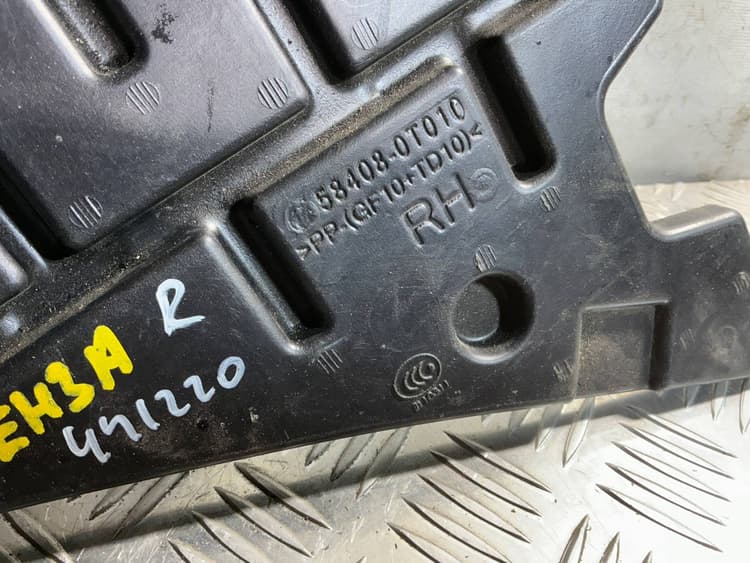 58408-0T010
>PP-(GF10+TD10)<
RH
R
EH3A
441220